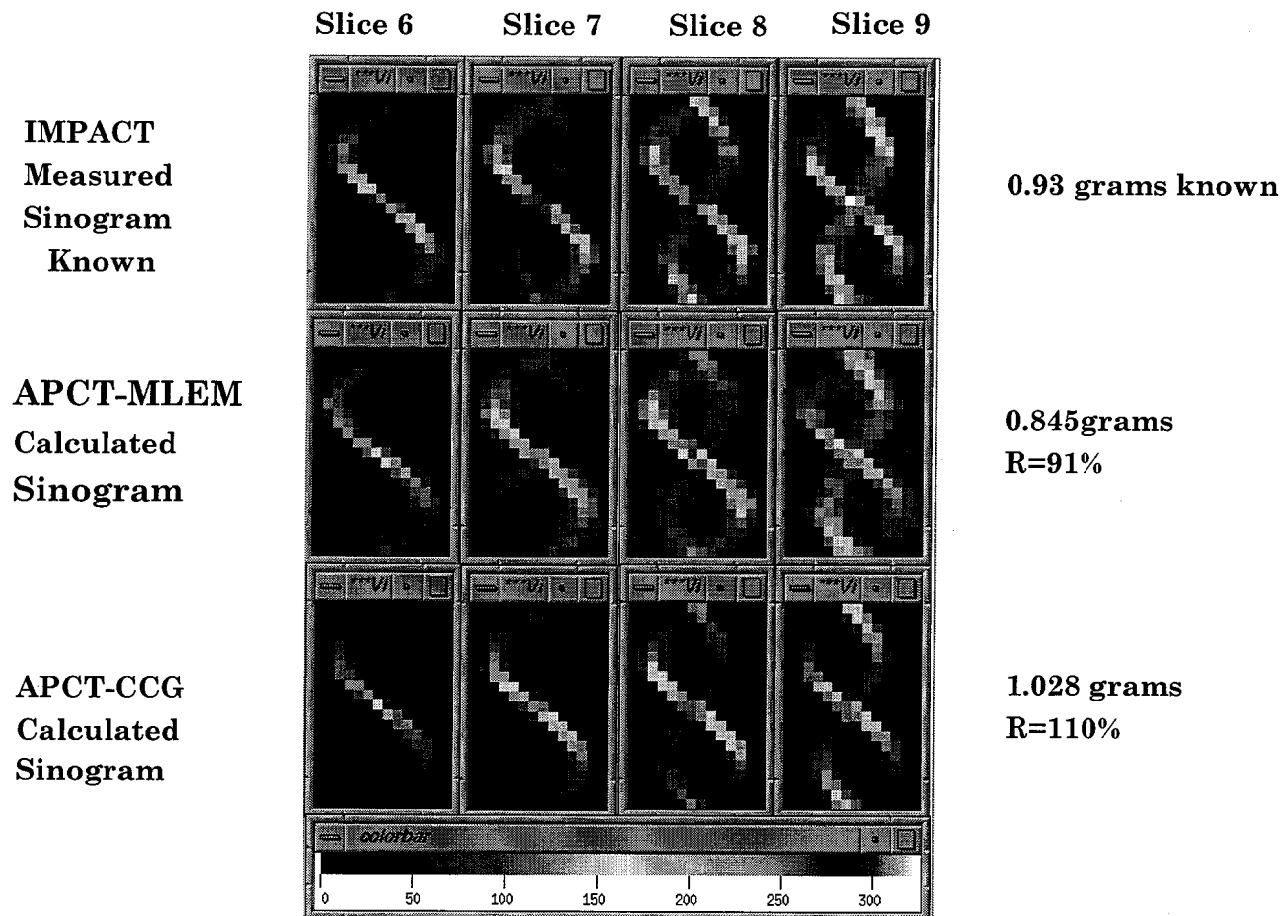 Slice 6 Slice 7 Slice 8 Slice 9
IMPACT
Measured
Sinogram
Known
0.93 grams known
APCT-MLEM
Calculated
Sinogram
0.845grams
R=91%
APCT-CCG
Calculated
Sinogram
1.028 grams
R=110%
colorbar
0 50 100 150 200 250 300